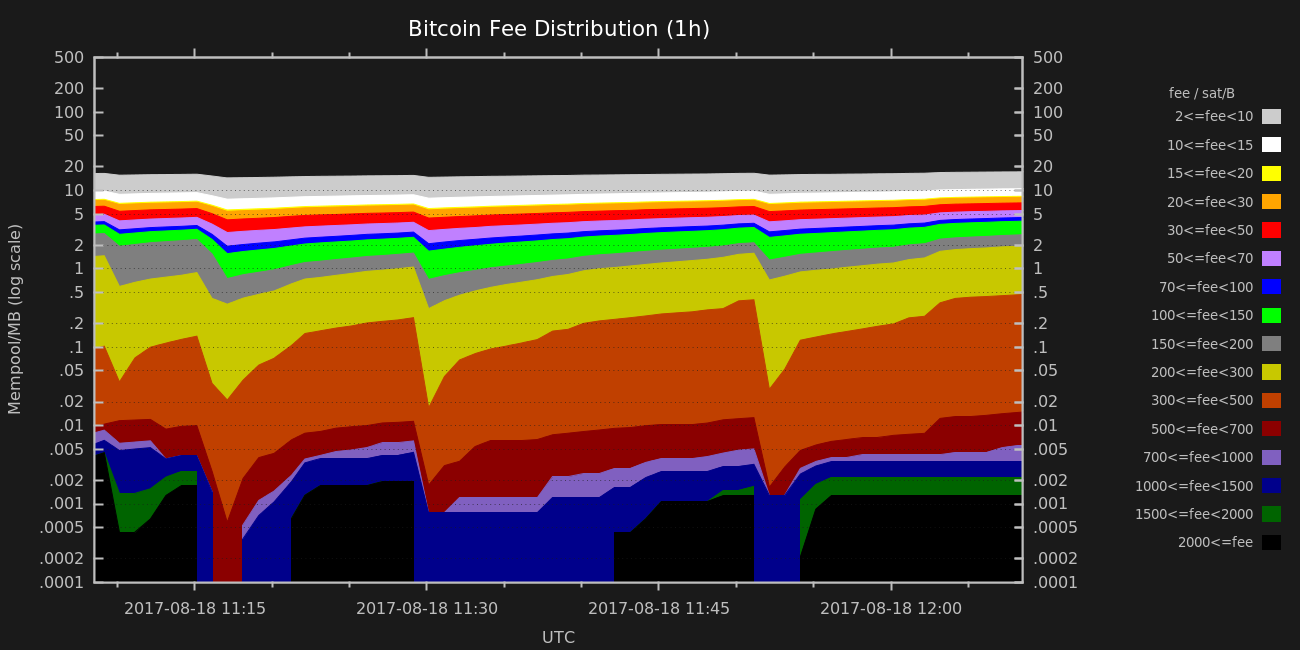 Bitcoin Fee Distribution (1h)
Mempool/MB (log scale)
500
200
100
50
20
10
5
2
1
.5
.2
.1
.05
.02
.01
.005
.002
.001
.0005
.0002
.0001
500
200
100
50
20
10
5
2
1
.5
.2
.1
.05
.02
.01
.005
.002
.001
.0005
.0002
.0001
2017-08-18 11:15
2017-08-18 11:30
2017-08-18 11:45
2017-08-18 12:00
UTC
fee / sat/B
2<=fee<10
10<=fee<15
15<=fee<20
20<=fee<30
30<=fee<50
50<=fee<70
70<=fee<100
100<=fee<150
150<=fee<200
200<=fee<300
300<=fee<500
500<=fee<700
700<=fee<1000
1000<=fee<1500
1500<=fee<2000
2000<=fee